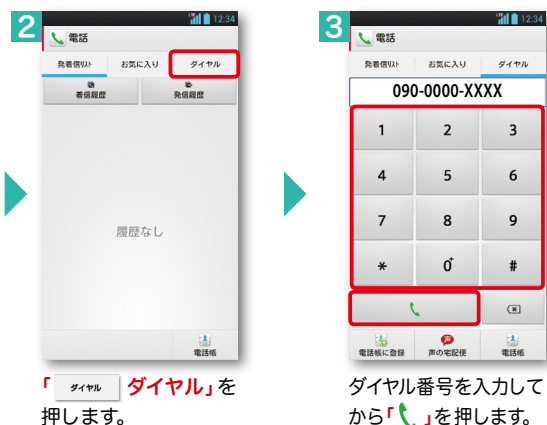 2
12:34
電話
発着信リスト お気に入り ダイヤル
着信履歴 発信履歴
履歴なし
電話帳
「 ダイヤル ダイヤル」を
押します。
3
12:34
電話
発着信リスト お気に入り ダイヤル
090-0000-XXXX
1 2 3
4 5 6
7 8 9
* 0+ #
電話帳に登録 声の宅配便 電話帳
ダイヤル番号を入力して
から「 」を押します。